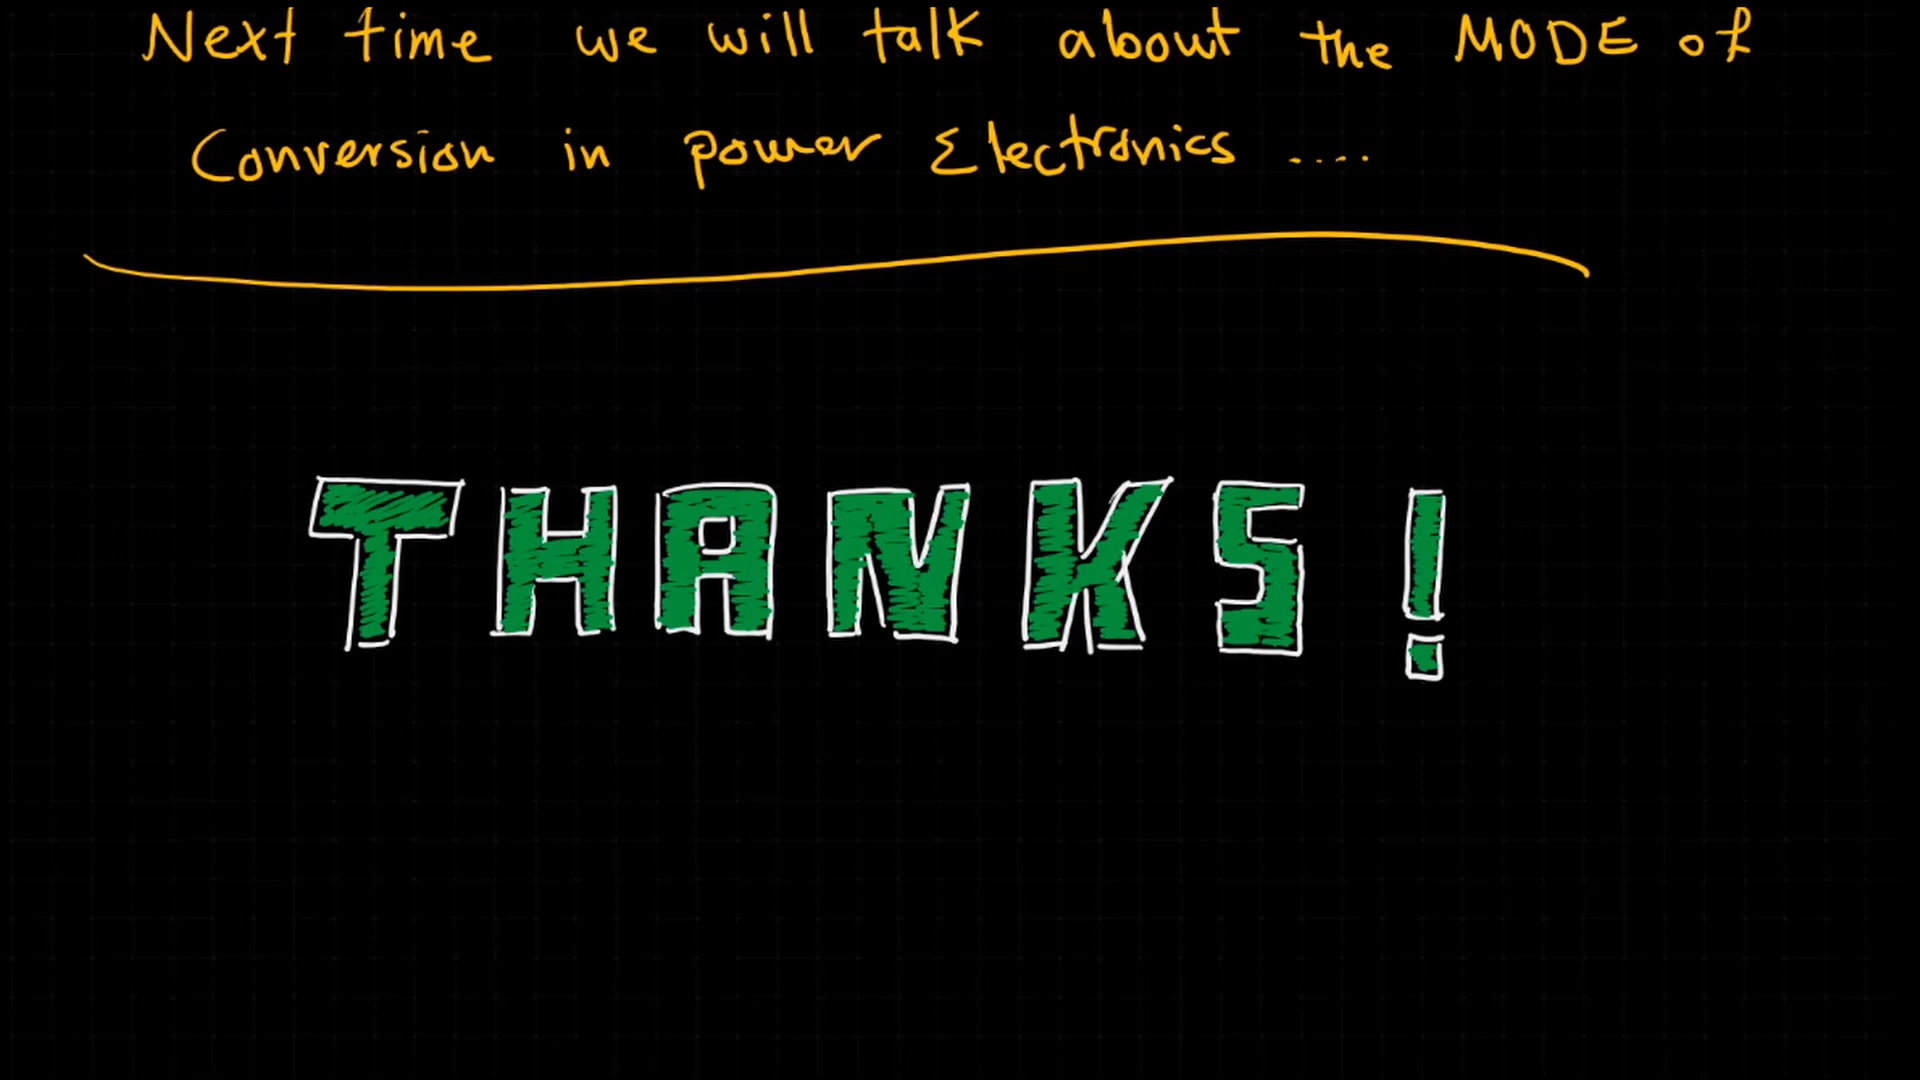 Next time we will talk about the MODE of
Conversion in power Electronics ....
THANKS!